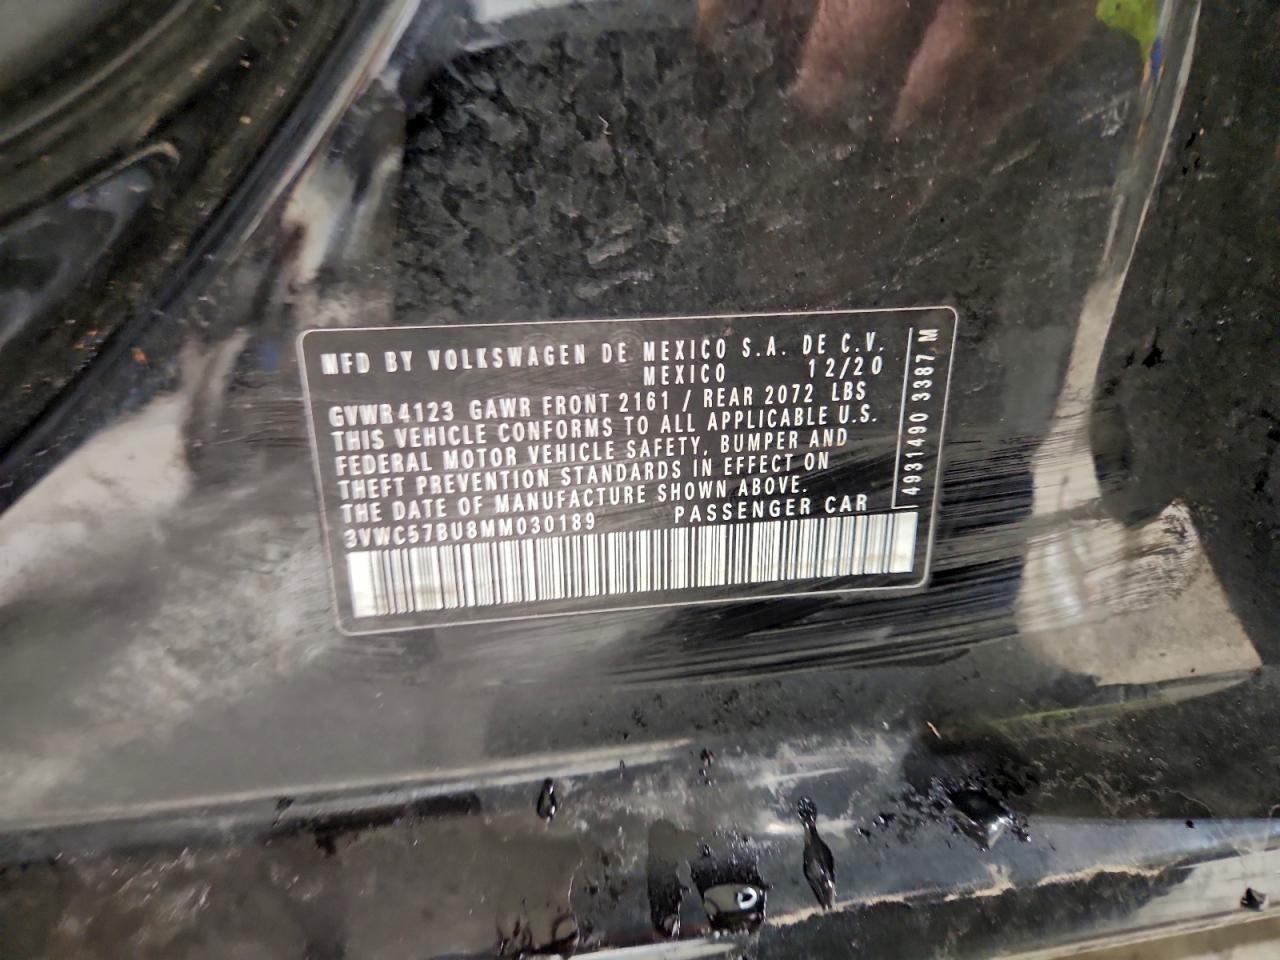 MFD BY VOLKSWAGEN DE MEXICO S.A. DE C.V.
MEXICO 12/20
GVWR 4123 GAWR FRONT 2161 / REAR 2072 LBS
THIS VEHICLE CONFORMS TO ALL APPLICABLE U.S.
FEDERAL MOTOR VEHICLE SAFETY, BUMPER AND
THEFT PREVENTION STANDARDS IN EFFECT ON
THE DATE OF MANUFACTURE SHOWN ABOVE.
3VWC57BU8MM030189 PASSENGER CAR
4931490 3387 M